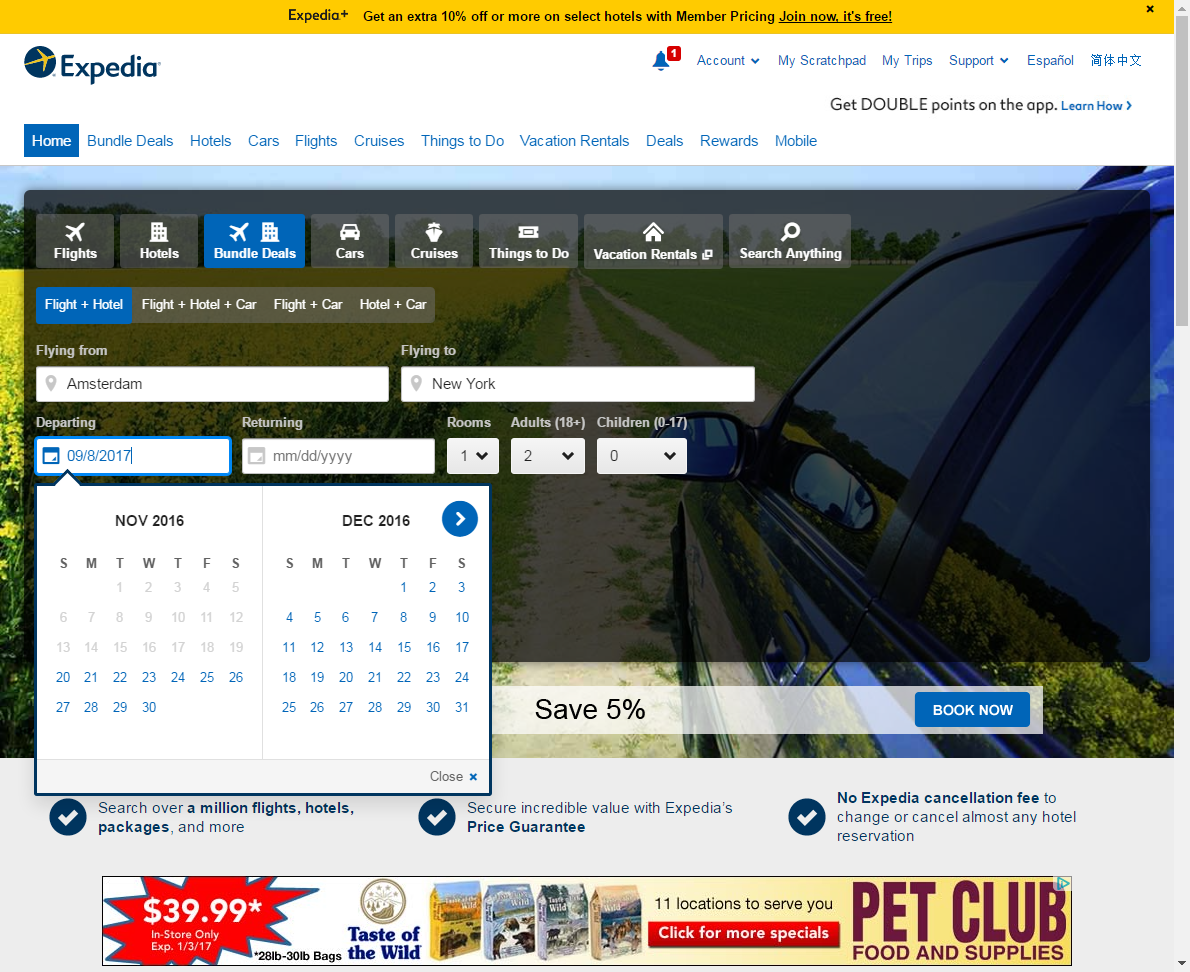 Expedia+ Get an extra 10% off or more on select hotels with Member Pricing Join now, it's free!
Expedia
1
Account My Scratchpad My Trips Support Español 简体中文
Get DOUBLE points on the app. Learn How
Home Bundle Deals Hotels Cars Flights Cruises Things to Do Vacation Rentals Deals Rewards Mobile
Flights Hotels Bundle Deals Cars Cruises Things to Do Vacation Rentals Search Anything
Flight + Hotel Flight + Hotel + Car Flight + Car Hotel + Car
Flying from Flying to
Amsterdam New York
Departing Returning Rooms Adults (18+) Children (0-17)
09/8/2017 mm/dd/yyyy 1 2 0
NOV 2016
S M T W T F S
1 2 3 4 5
6 7 8 9 10 11 12
13 14 15 16 17 18 19
20 21 22 23 24 25 26
27 28 29 30
DEC 2016
S M T W T F S
1 2 3
4 5 6 7 8 9 10
11 12 13 14 15 16 17
18 19 20 21 22 23 24
25 26 27 28 29 30 31
Close
Save 5% BOOK NOW
Search over a million flights, hotels,
packages, and more
Secure incredible value with Expedia's
Price Guarantee
No Expedia cancellation fee to
change or cancel almost any hotel
reservation
$39.99*
In-Store Only
Exp. 1/3/17
*28lb-30lb Bags
Taste of
the Wild
11 locations to serve you
Click for more specials
PET CLUB
FOOD AND SUPPLIES